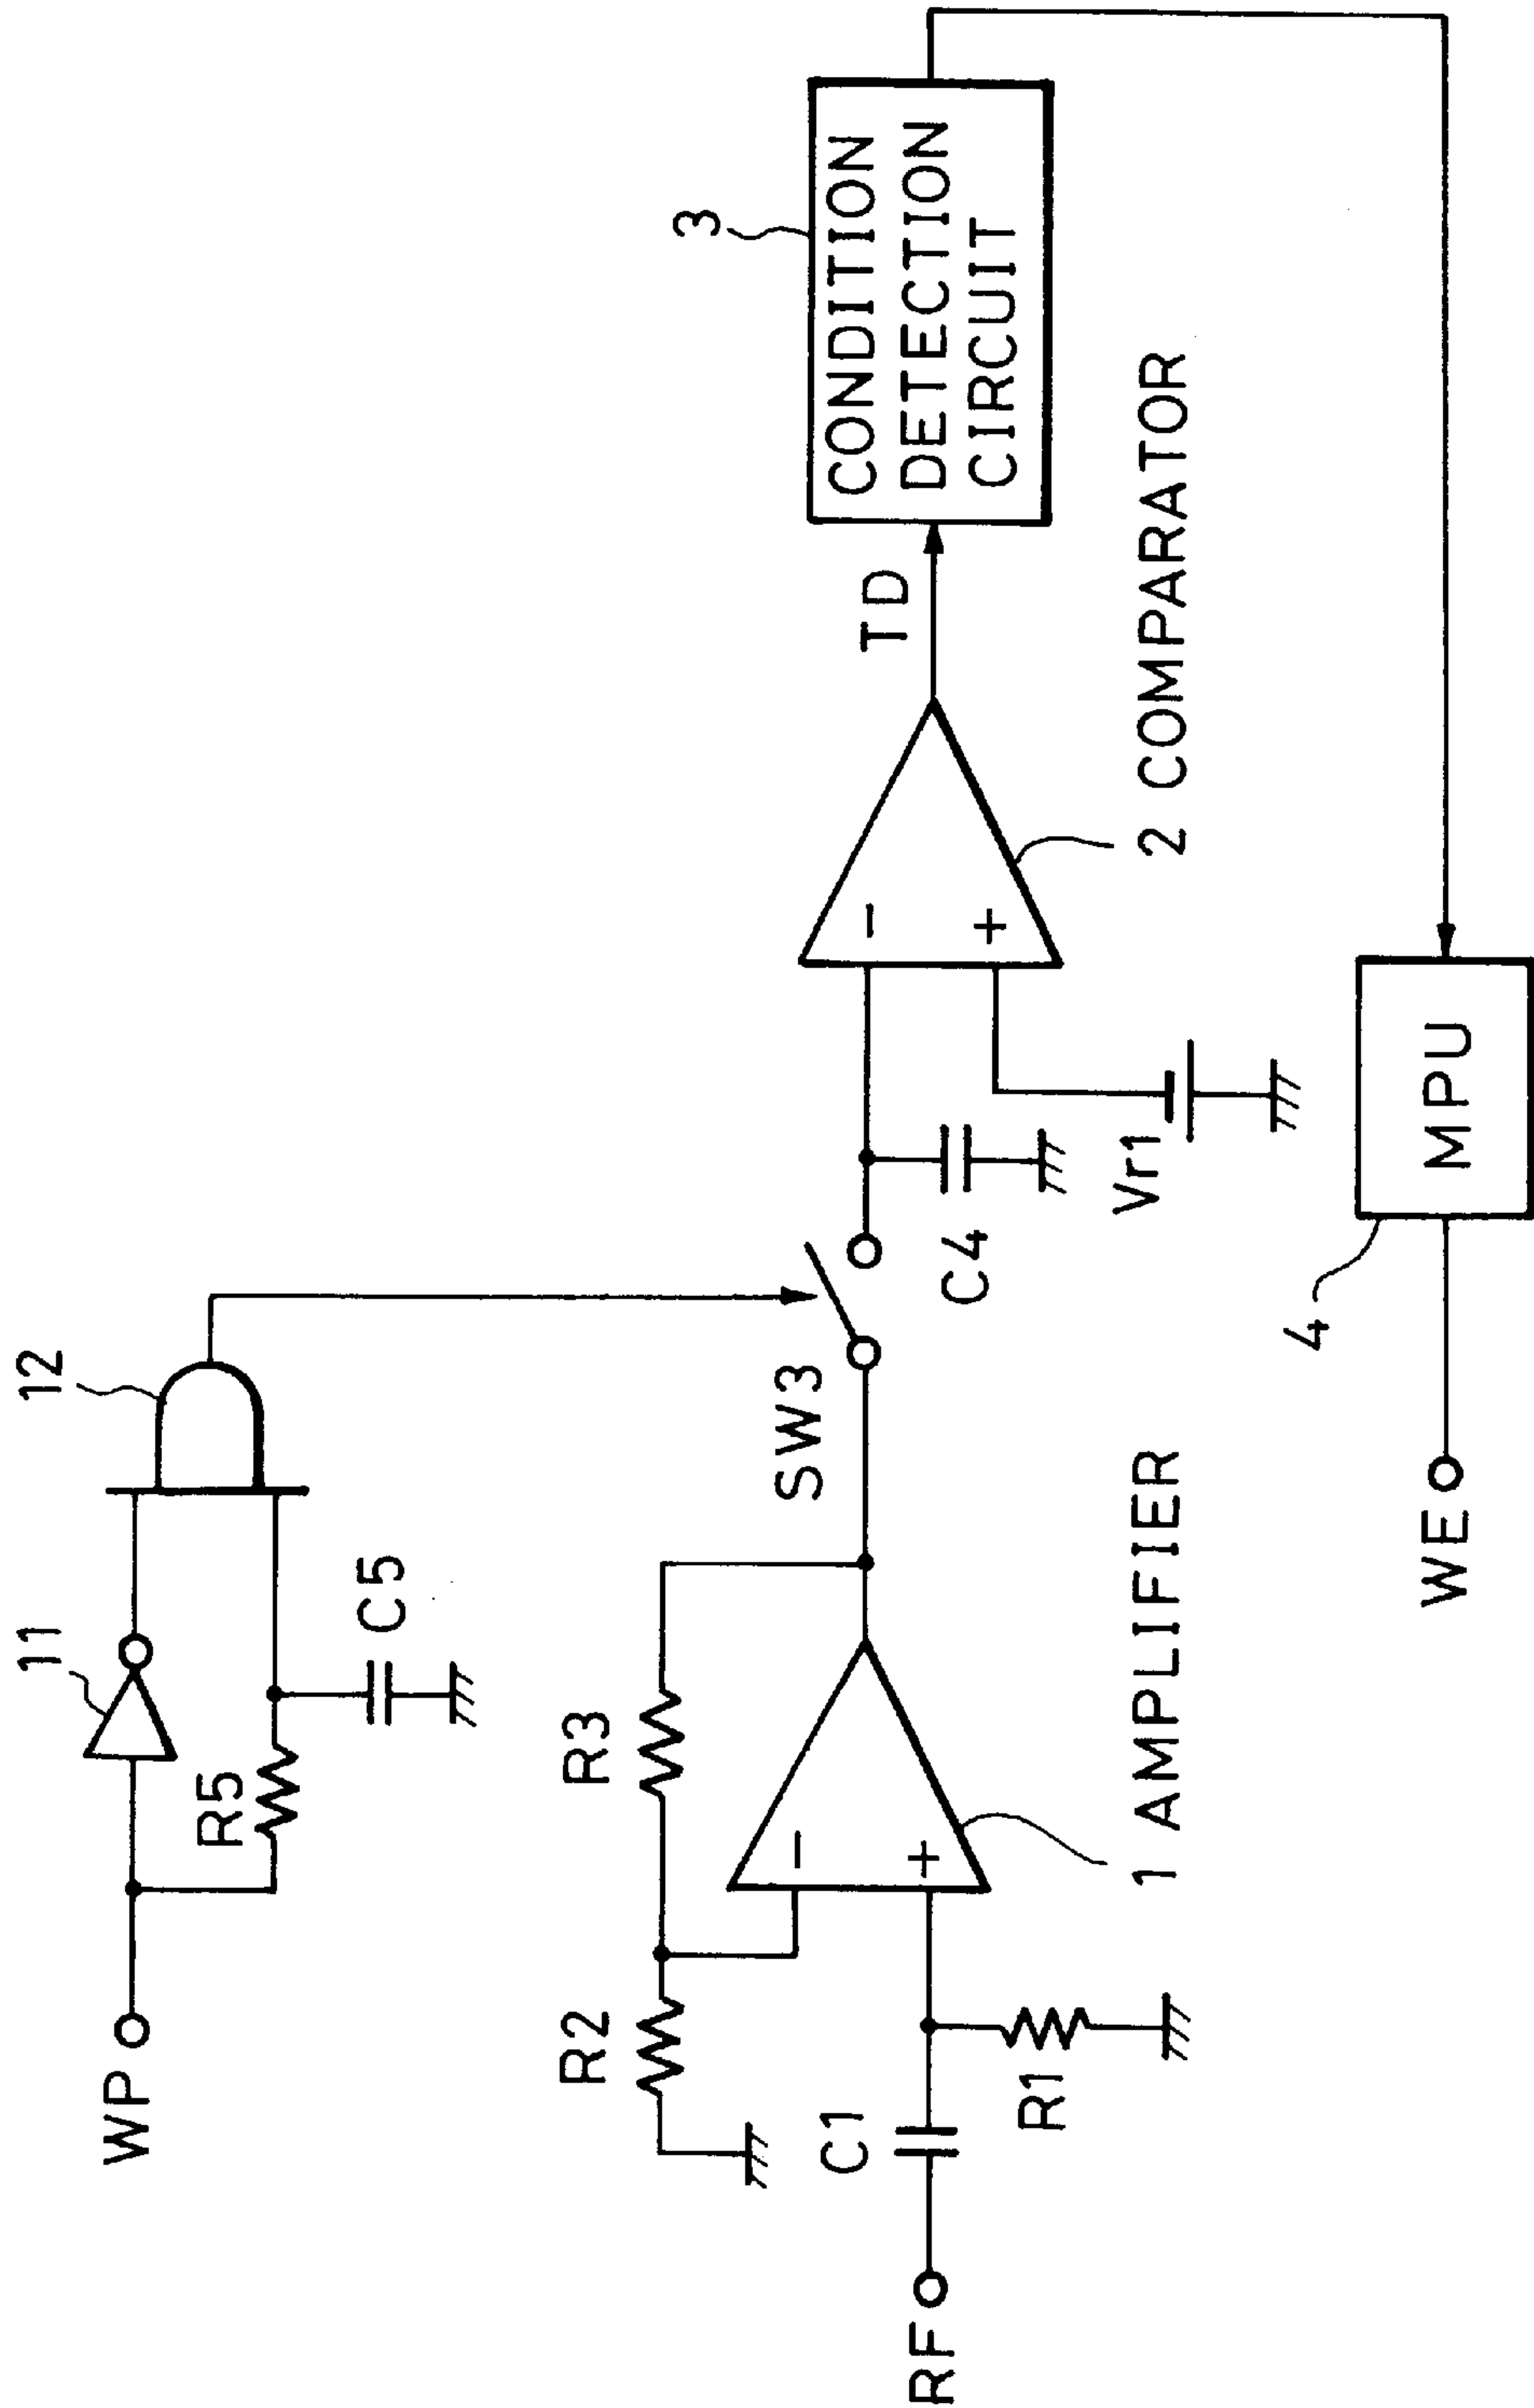 WP
11
12
R5
C5
R2
R3
SW3
3
CONDITION
DETECTION
CIRCUIT
TD
-
+
-
+
C1
R1
C4
Vr1
1 AMPLIFIER
2 COMPARATOR
RF
4
MPU
WE